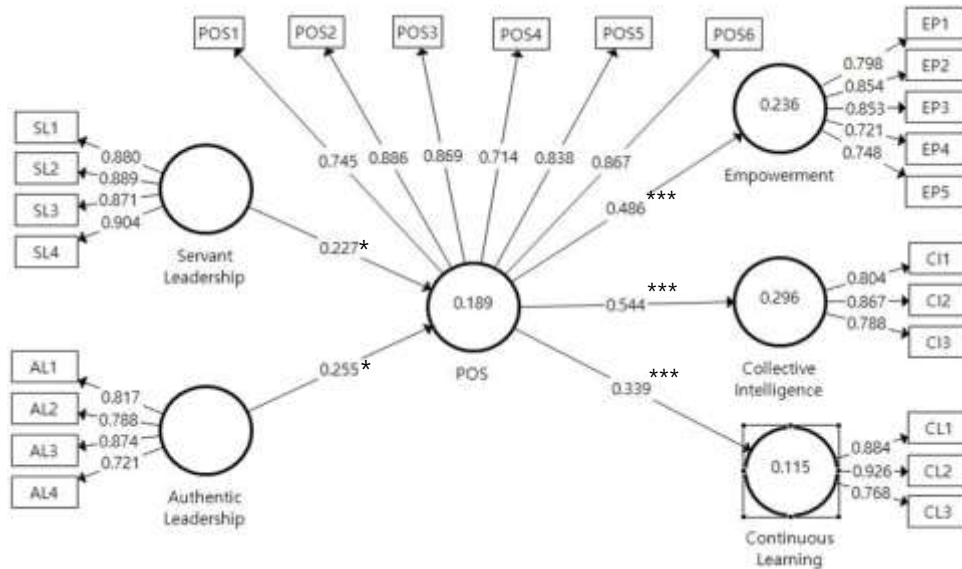 POS1
POS2
POS3
POS4
POS5
POS6
0.745
0.886
0.869
0.714
0.838
0.867
SL1
SL2
SL3
SL4
0.880
0.889
0.871
0.904
Servant
Leadership
0.227*
AL1
AL2
AL3
AL4
0.817
0.788
0.874
0.721
Authentic
Leadership
0.255*
0.189
POS
0.486***
0.544***
0.339***
0.236
Empowerment
0.798
0.854
0.853
0.721
0.748
EP1
EP2
EP3
EP4
EP5
0.296
Collective
Intelligence
0.804
0.867
0.788
CI1
CI2
CI3
0.115
Continuous
Learning
0.884
0.926
0.768
CL1
CL2
CL3